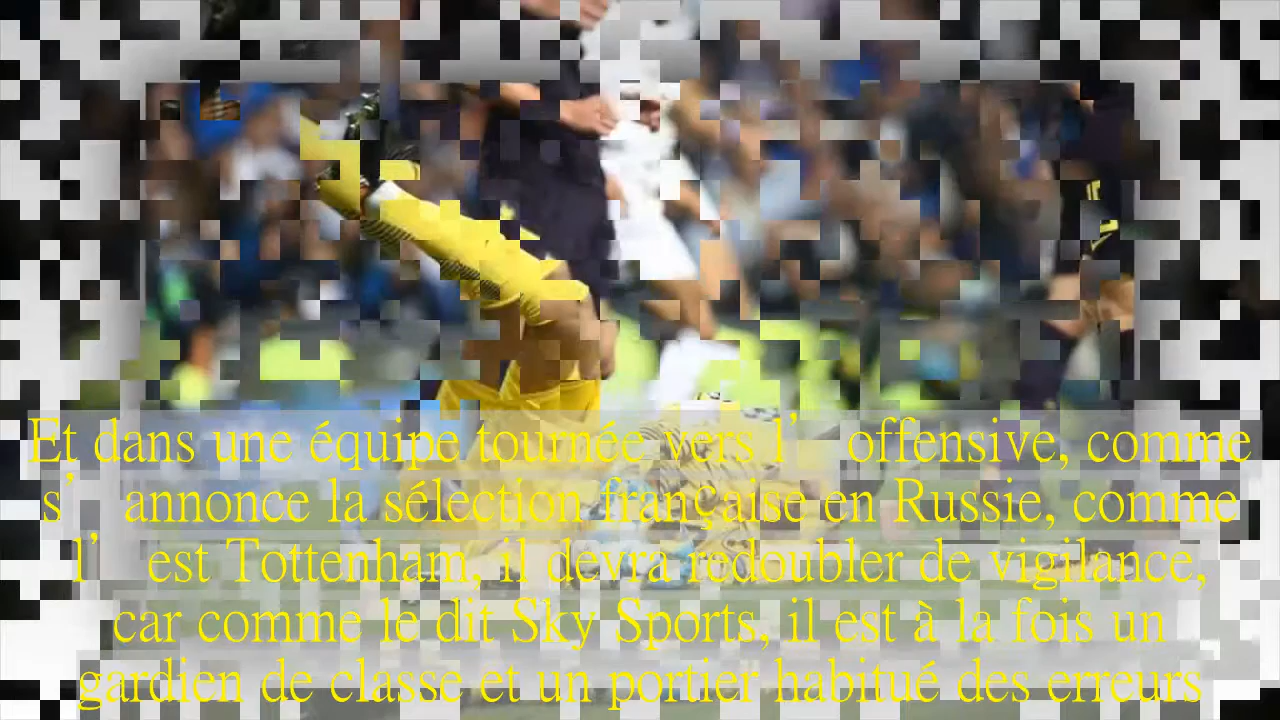 Et dans une équipe tournée vers l’ offensive, comme
s’ annonce la sélection française en Russie, comme
l’ est Tottenham, il devra redoubler de vigilance,
car comme le dit Sky Sports, il est à la fois un
gardien de classe et un portier habitué des erreurs